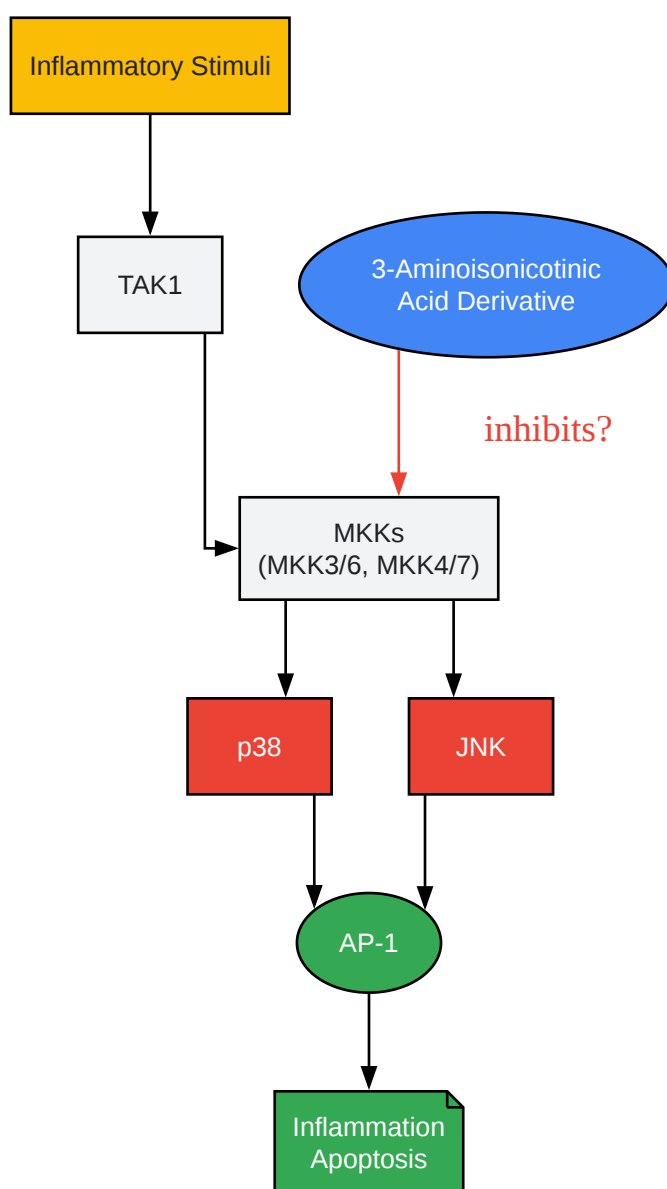 Inflammatory Stimuli
TAK1
3-Aminoisonicotinic
Acid Derivative
inhibits?
MKKs
(MKK3/6, MKK4/7)
p38
JNK
AP-1
Inflammation
Apoptosis